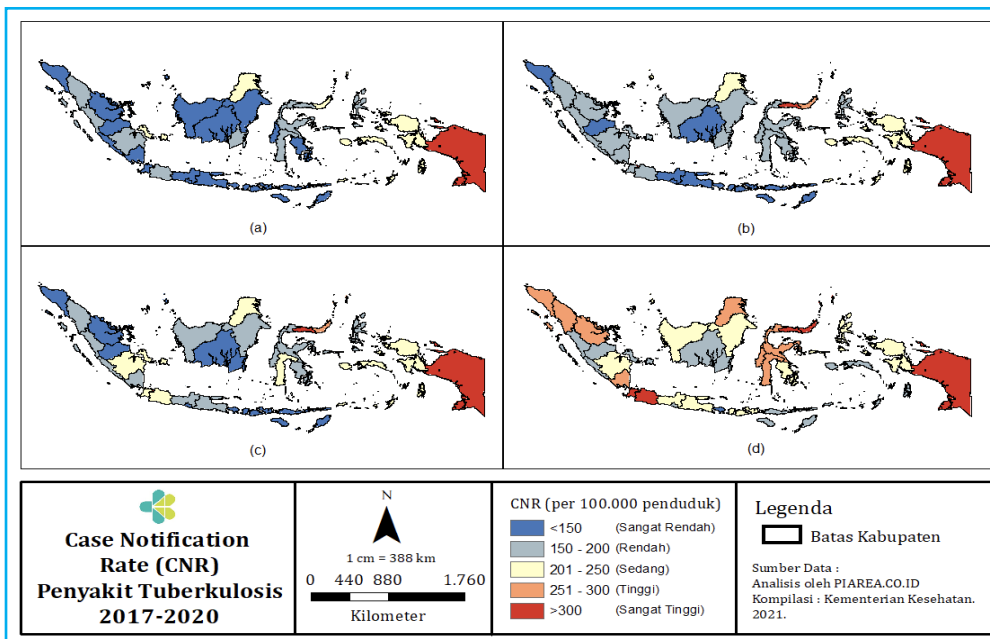 (a)
(b)
(c)
(d)
Case Notification
Rate (CNR)
Penyakit Tuberkulosis
2017-2020
N
1 cm = 388 km
0 440 880 1.760
Kilometer
CNR (per 100.000 penduduk)
<150 (Sangat Rendah)
150 - 200 (Rendah)
201 - 250 (Sedang)
251 - 300 (Tinggi)
>300 (Sangat Tinggi)
Legenda
Batas Kabupaten
Sumber Data :
Analisis oleh PIAREA.CO.ID
Kompilasi : Kementerian Kesehatan.
2021.